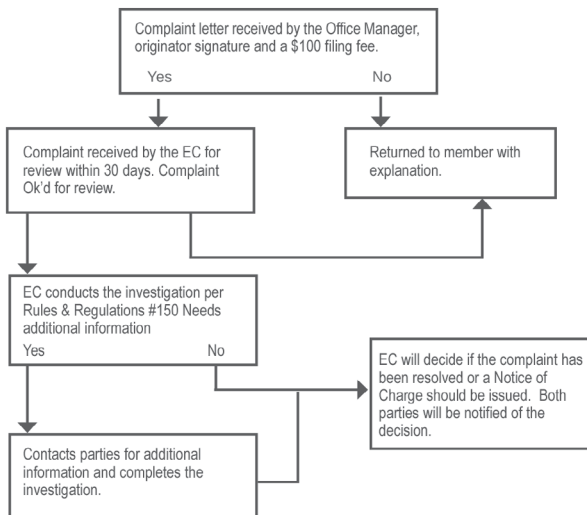 Complaint letter received by the Office Manager,
originator signature and a $100 filing fee.
Yes No
Complaint received by the EC for
review within 30 days. Complaint
Ok'd for review.
Returned to member with
explanation.
EC conducts the investigation per
Rules & Regulations #150 Needs
additional information
Yes No
EC will decide if the complaint has
been resolved or a Notice of
Charge should be issued. Both
parties will be notified of the
decision.
Contacts parties for additional
information and completes the
investigation.